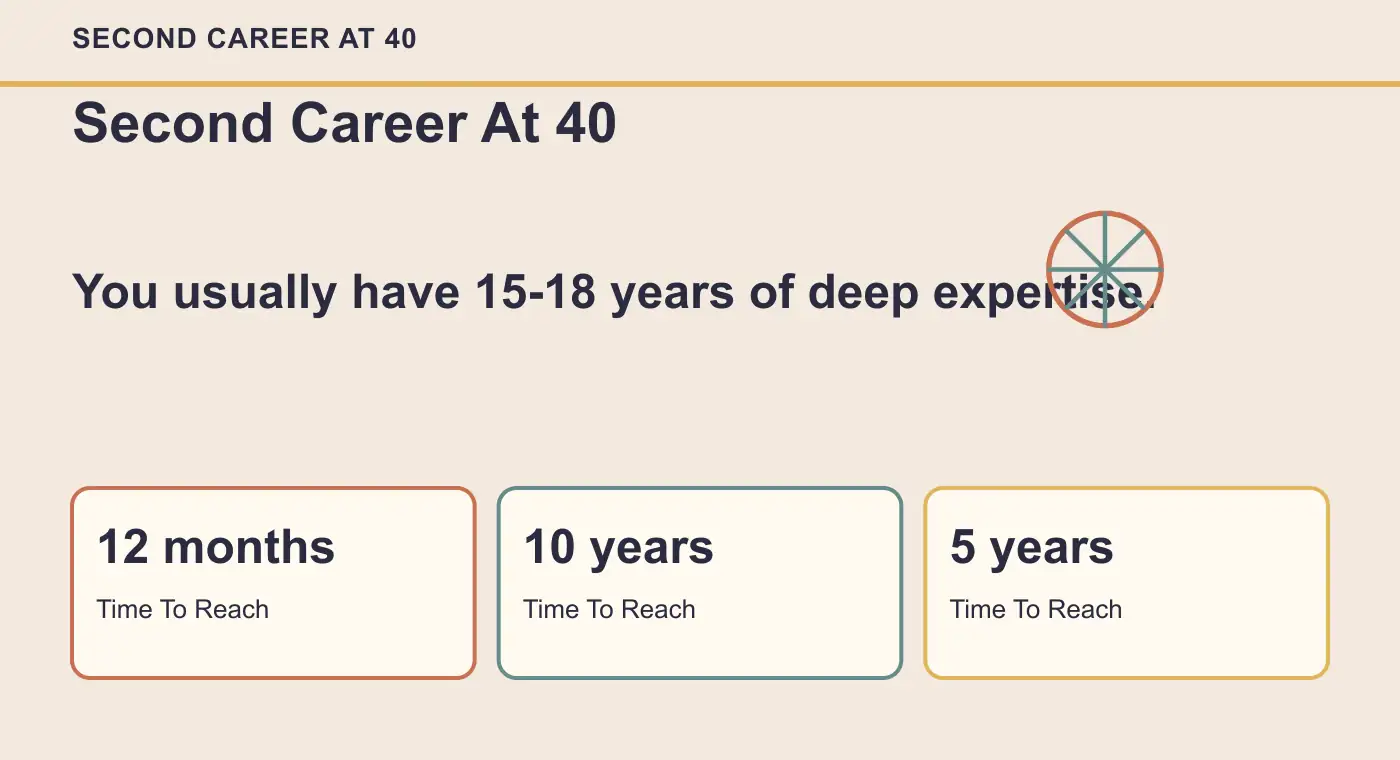 SECOND CAREER AT 40
Second Career At 40
You usually have 15-18 years of deep expertise.
12 months
Time To Reach
10 years
Time To Reach
5 years
Time To Reach